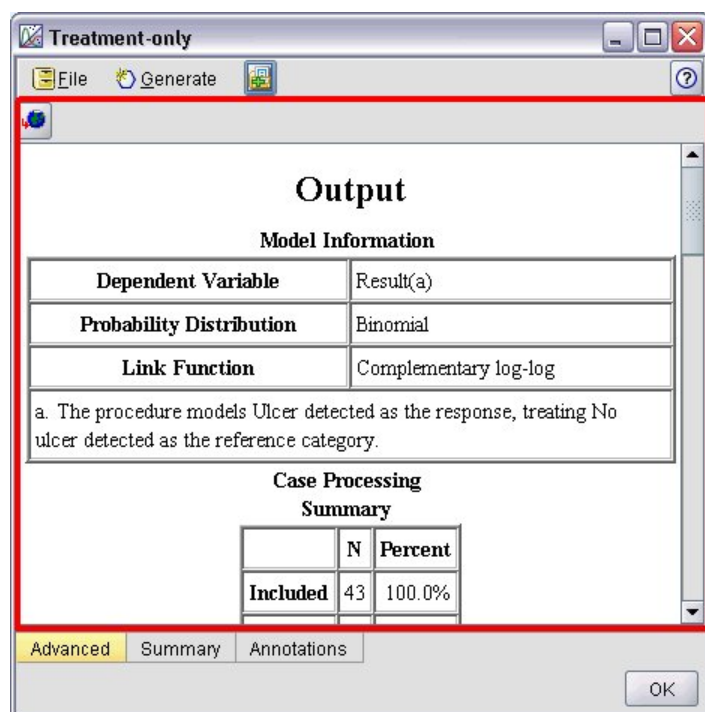 Treatment-only
File Generate
Output
Model Information
Dependent Variable Result(a)
Probability Distribution Binomial
Link Function Complementary log-log
a. The procedure models Ulcer detected as the response, treating No
ulcer detected as the reference category.
Case Processing
Summary
N Percent
Included 43 100.0%
Advanced Summary Annotations
OK